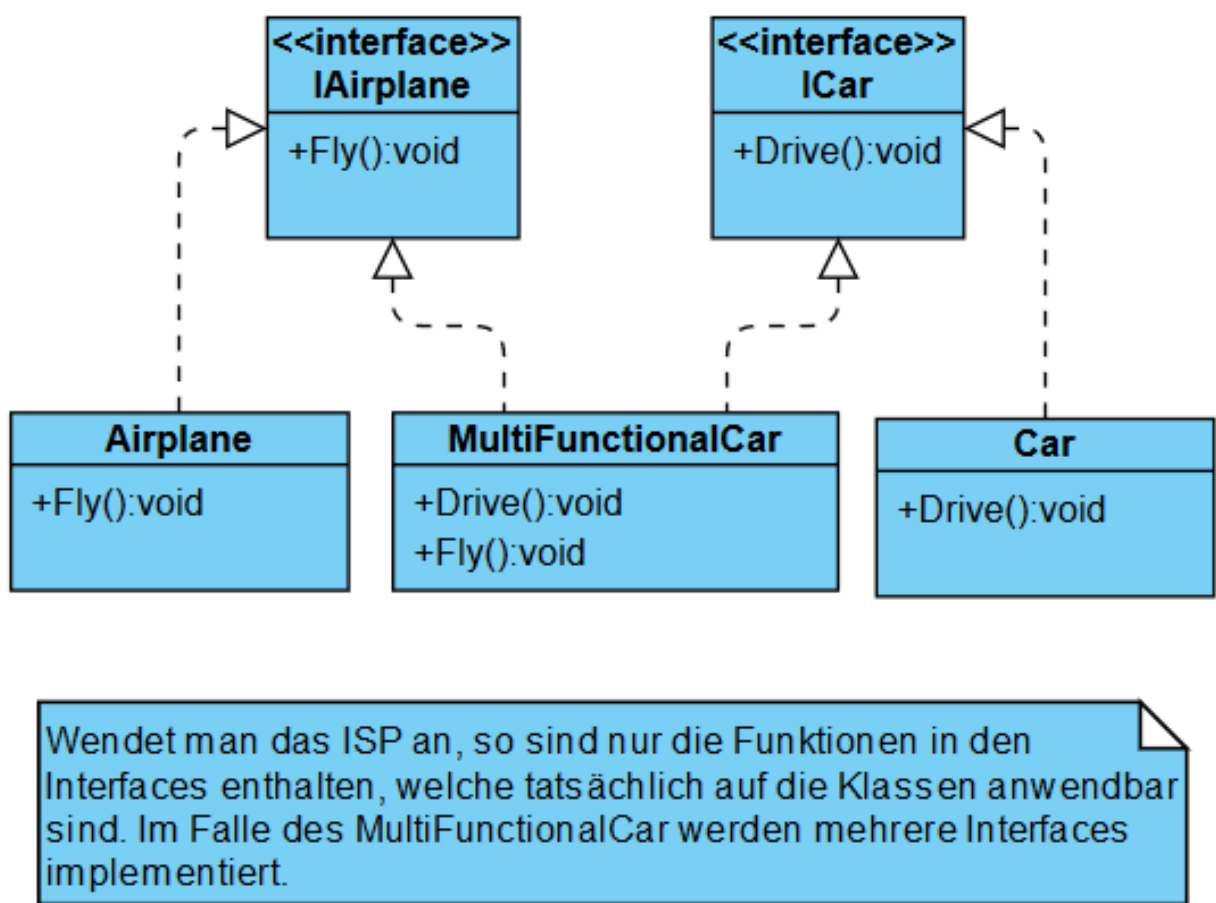 <<interface>>
IAirplane
+Fly():void
<<interface>>
ICar
+Drive():void
Airplane
+Fly():void
MultiFunctionalCar
+Drive():void
+Fly():void
Car
+Drive():void
Wendet man das ISP an, so sind nur die Funktionen in den
Interfaces enthalten, welche tatsächlich auf die Klassen anwendbar
sind. Im Falle des MultiFunctionalCar werden mehrere Interfaces
implementiert.